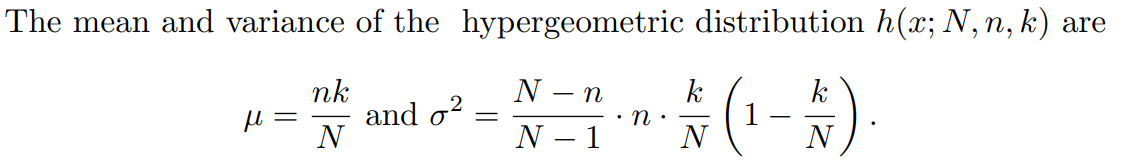 The mean and variance of the hypergeometric distribution h(x; N, n, k) are
μ = nk/N and σ² = (N − n)/(N − 1) · n · k/N (1 − k/N).